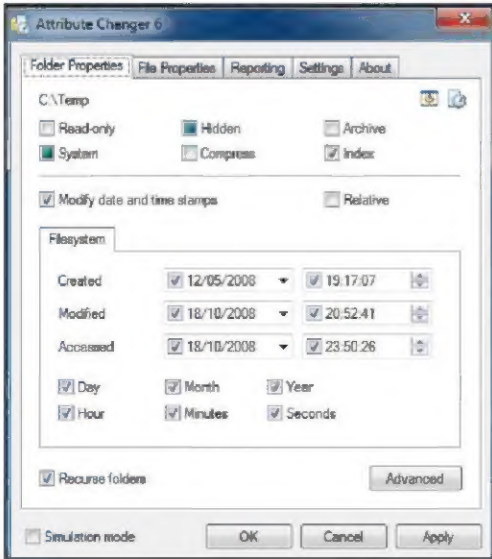 Attribute Changer 6
Folder Properties File Properties Reporting Settings About
C:\Temp
Read-only Hidden Archive
System Compress Index
Modify date and time stamps Relative
Filesystem
Created 12/05/2008 19:17:07
Modified 18/10/2008 20:52:41
Accessed 18/10/2008 23:50:26
Day Month Year
Hour Minutes Seconds
Recurse folders Advanced
Simulation mode OK Cancel Apply